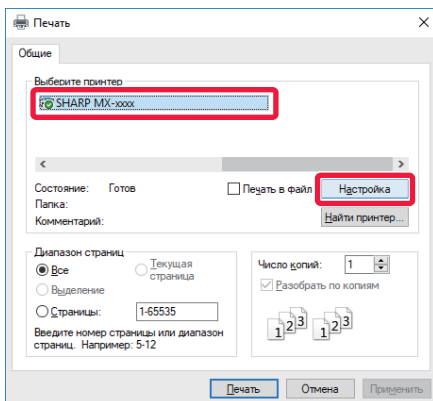 Печать
Общие
Выберите принтер
SHARP MX-xxxx
Состояние: Готов
Печать в файл
Настройка
Папка:
Комментарий:
Найти принтер...
Диапазон страниц
Все
Текущая
страница
Выделение
Страницы: 1-65535
Введите номер страницы или диапазон
страниц. Например: 5-12
Число копий: 1
Разобрать по копиям
1 2 3 1 2 3
Печать
Отмена
Применить